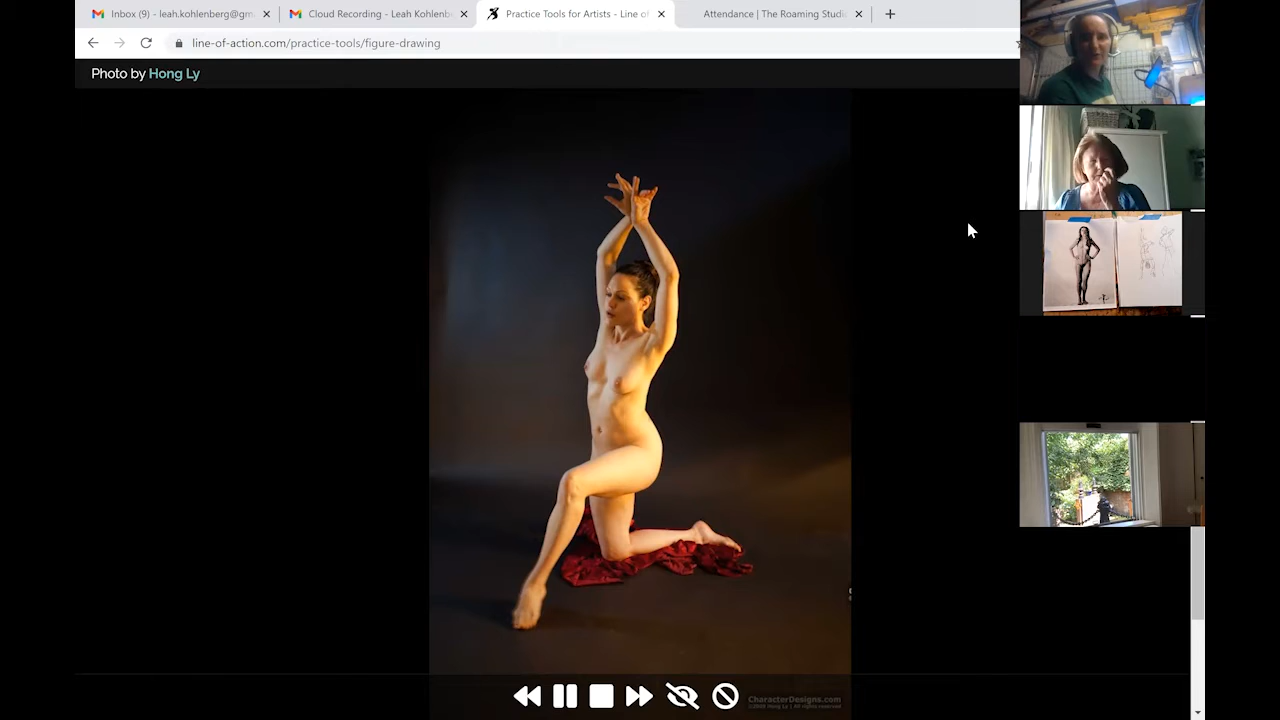 Inbox (9) - leah.kohlenberg@gm
Cloud Recording - Leah Kohlenb
Practice Tools for Artists - Line of
Attendance | The Roaming Studi
line-of-action.com/practice-tools/figure-drawing
Photo by Hong Ly
CharacterDesigns.com